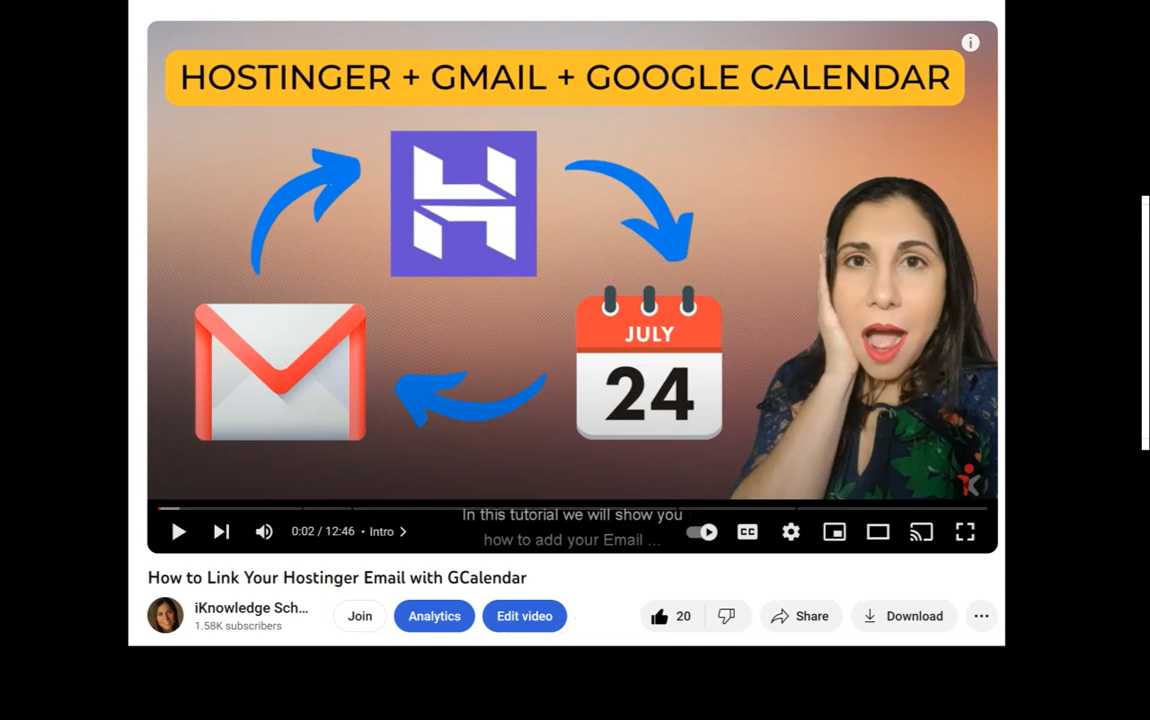 HOSTINGER + GMAIL + GOOGLE CALENDAR
JULY
24
In this tutorial we will show you
how to add your Email ...
0:02 / 12:46 • Intro
CC
How to Link Your Hostinger Email with GCalendar
iKnowledge Sch...
1.58K subscribers
Join
Analytics
Edit video
20
Share
Download